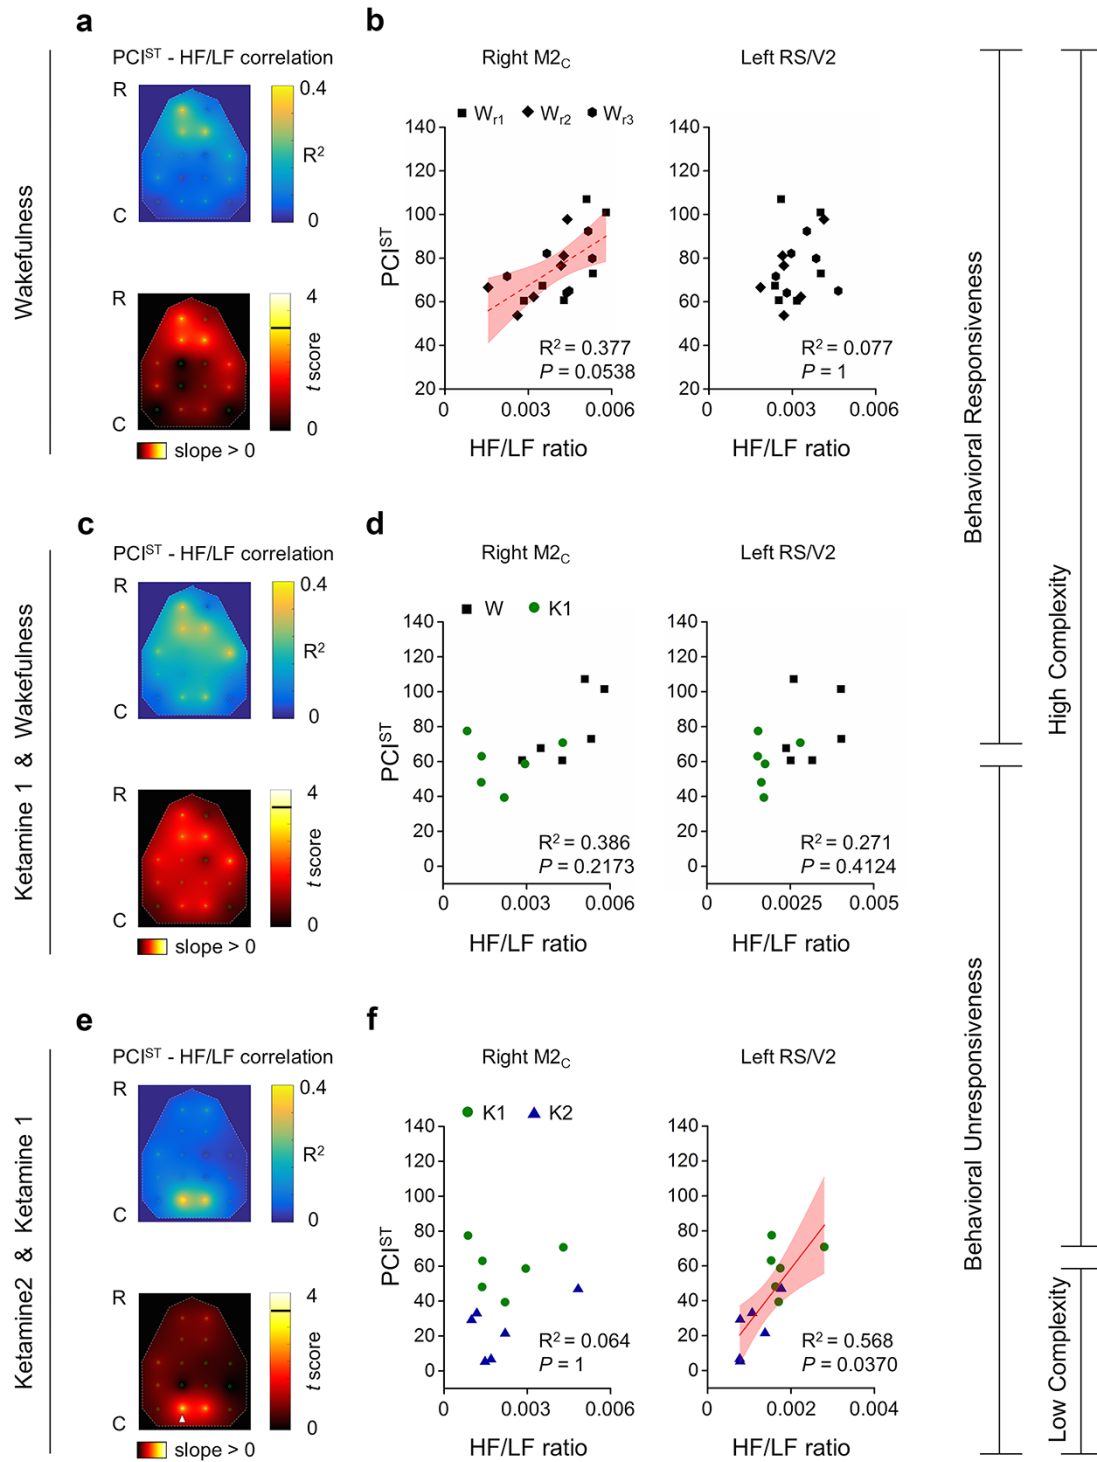 a
PCI^ST - HF/LF correlation
R
C
0.4
R²
0
R
C
4
t score
0
slope > 0
Wakefulness
b
Right M2_C
Left RS/V2
W_r1 W_r2 W_r3
140
120
100
80
60
40
20
PCI^ST
R² = 0.377
P = 0.0538
0 0.003 0.006
HF/LF ratio
R² = 0.077
P = 1
0 0.003 0.006
HF/LF ratio
c
PCI^ST - HF/LF correlation
R
C
0.4
R²
0
R
C
4
t score
0
slope > 0
Ketamine 1 & Wakefulness
d
Right M2_C
Left RS/V2
W K1
140
120
100
80
60
40
20
0
PCI^ST
R² = 0.386
P = 0.2173
0 0.003 0.006
HF/LF ratio
140
120
100
80
60
40
20
0
R² = 0.271
P = 0.4124
0 0.0025 0.005
HF/LF ratio
e
PCI^ST - HF/LF correlation
R
C
0.4
R²
0
R
C
4
t score
0
slope > 0
Ketamine2 & Ketamine 1
f
Right M2_C
Left RS/V2
K1 K2
140
120
100
80
60
40
20
0
PCI^ST
R² = 0.064
P = 1
0 0.003 0.006
HF/LF ratio
140
120
100
80
60
40
20
0
R² = 0.568
P = 0.0370
0 0.002 0.004
HF/LF ratio
Behavioral Responsiveness
Behavioral Unresponsiveness
High Complexity
Low Complexity